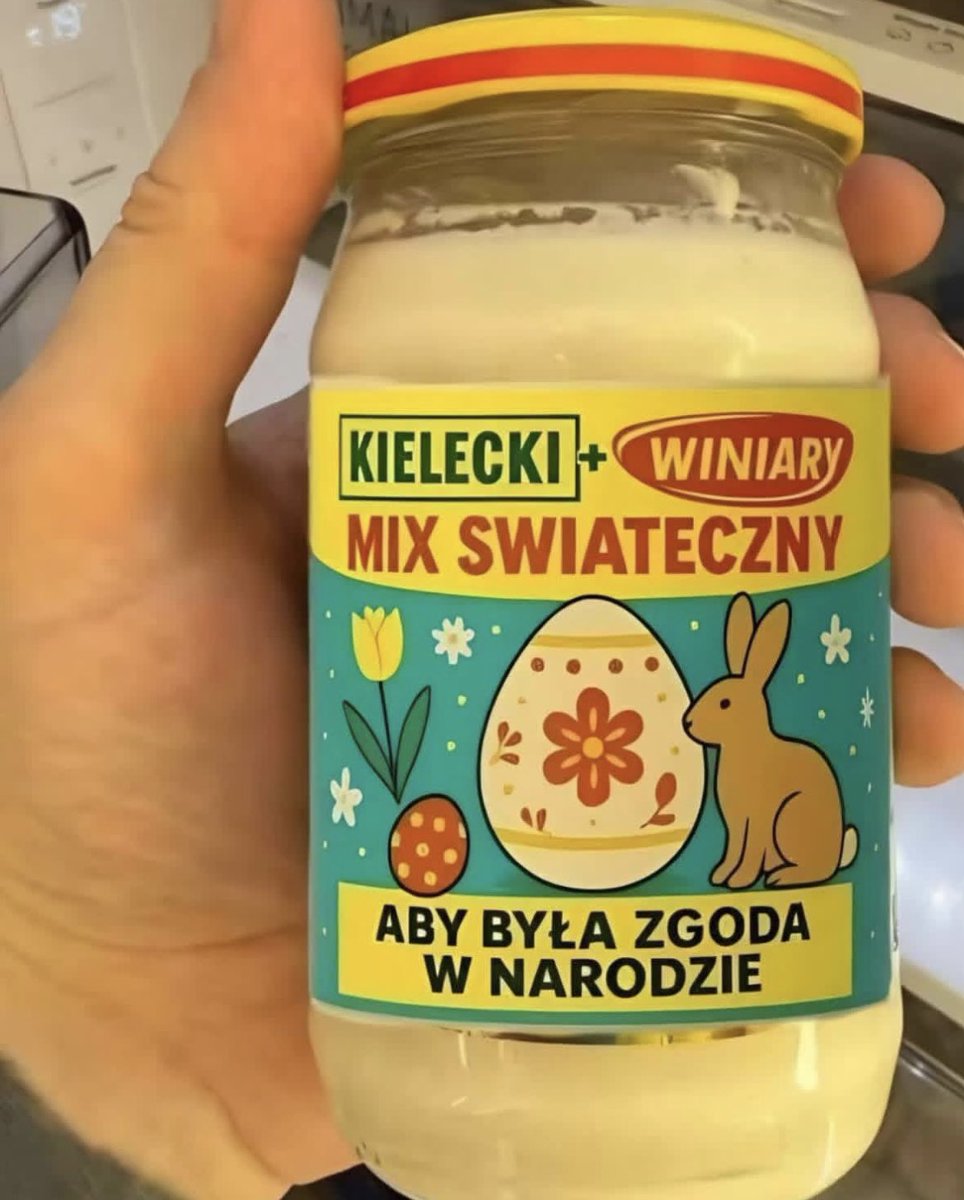 KIELECKI + WINIARY
MIX SWIATECZNY
ABY BYŁA ZGODA
W NARODZIE